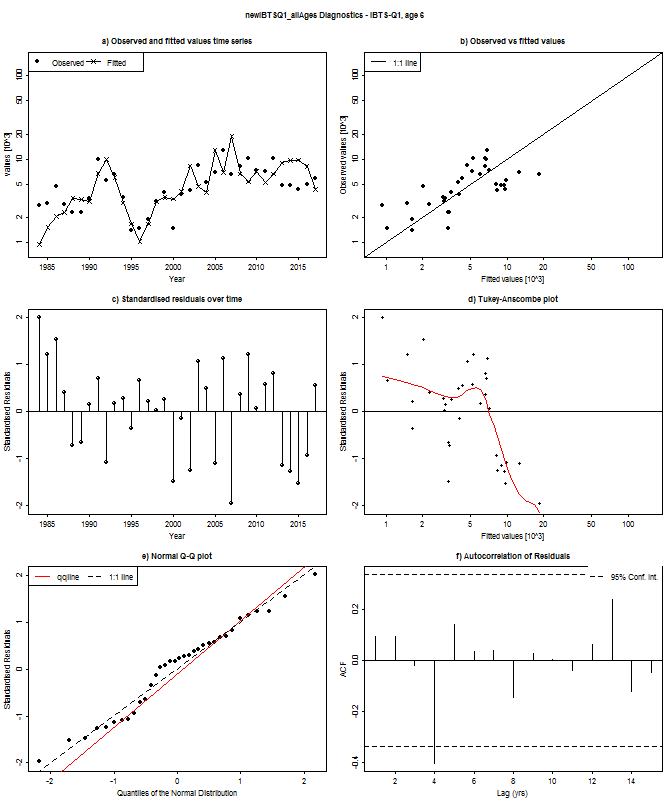 newIBTSQ1_allAges Diagnostics - IBTS-Q1, age 6
a) Observed and fitted values time series
Observed
Fitted
values [10^3]
1
2
5
10
20
50
100
1985
1990
1995
2000
2005
2010
2015
Year
b) Observed vs fitted values
1:1 line
Observed values [10^3]
1
2
5
10
20
50
100
1
2
5
10
20
50
100
Fitted values [10^3]
c) Standardised residuals over time
Standardised Residuals
-2
-1
0
1
2
1985
1990
1995
2000
2005
2010
2015
Year
d) Tukey-Anscombe plot
Standardised Residuals
-2
-1
0
1
2
1
2
5
10
20
50
100
Fitted values [10^3]
e) Normal Q-Q plot
qqline
1:1 line
Standardised Residuals
-2
-1
0
1
2
-2
-1
0
1
2
Quantiles of the Normal Distribution
f) Autocorrelation of Residuals
95% Conf. Int.
ACF
-0.4
-0.2
0.0
0.2
2
4
6
8
10
12
14
Lag (yrs)